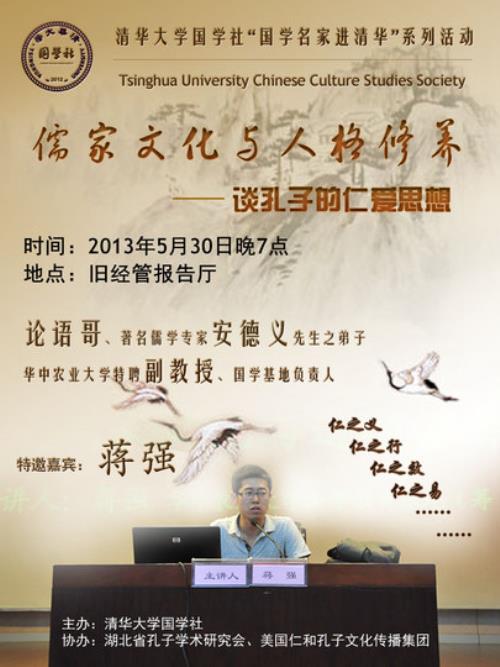 清华大学国学社
国学社
2012
清华大学国学社“国学名家进清华”系列活动
Tsinghua University Chinese Culture Studies Society
儒家文化与人格修养
——谈孔子的仁爱思想
时间：2013年5月30日晚7点
地点：旧经管报告厅
论语哥、著名儒学专家安德义先生之弟子
华中农业大学特聘副教授、国学基地负责人
特邀嘉宾：蒋强
仁之义
仁之行
仁之教
仁之易
……
……
讲人：蒋强
hp
主讲人 蒋 强
主办：清华大学国学社
协办：湖北省孔子学术研究会、美国仁和孔子文化传播集团